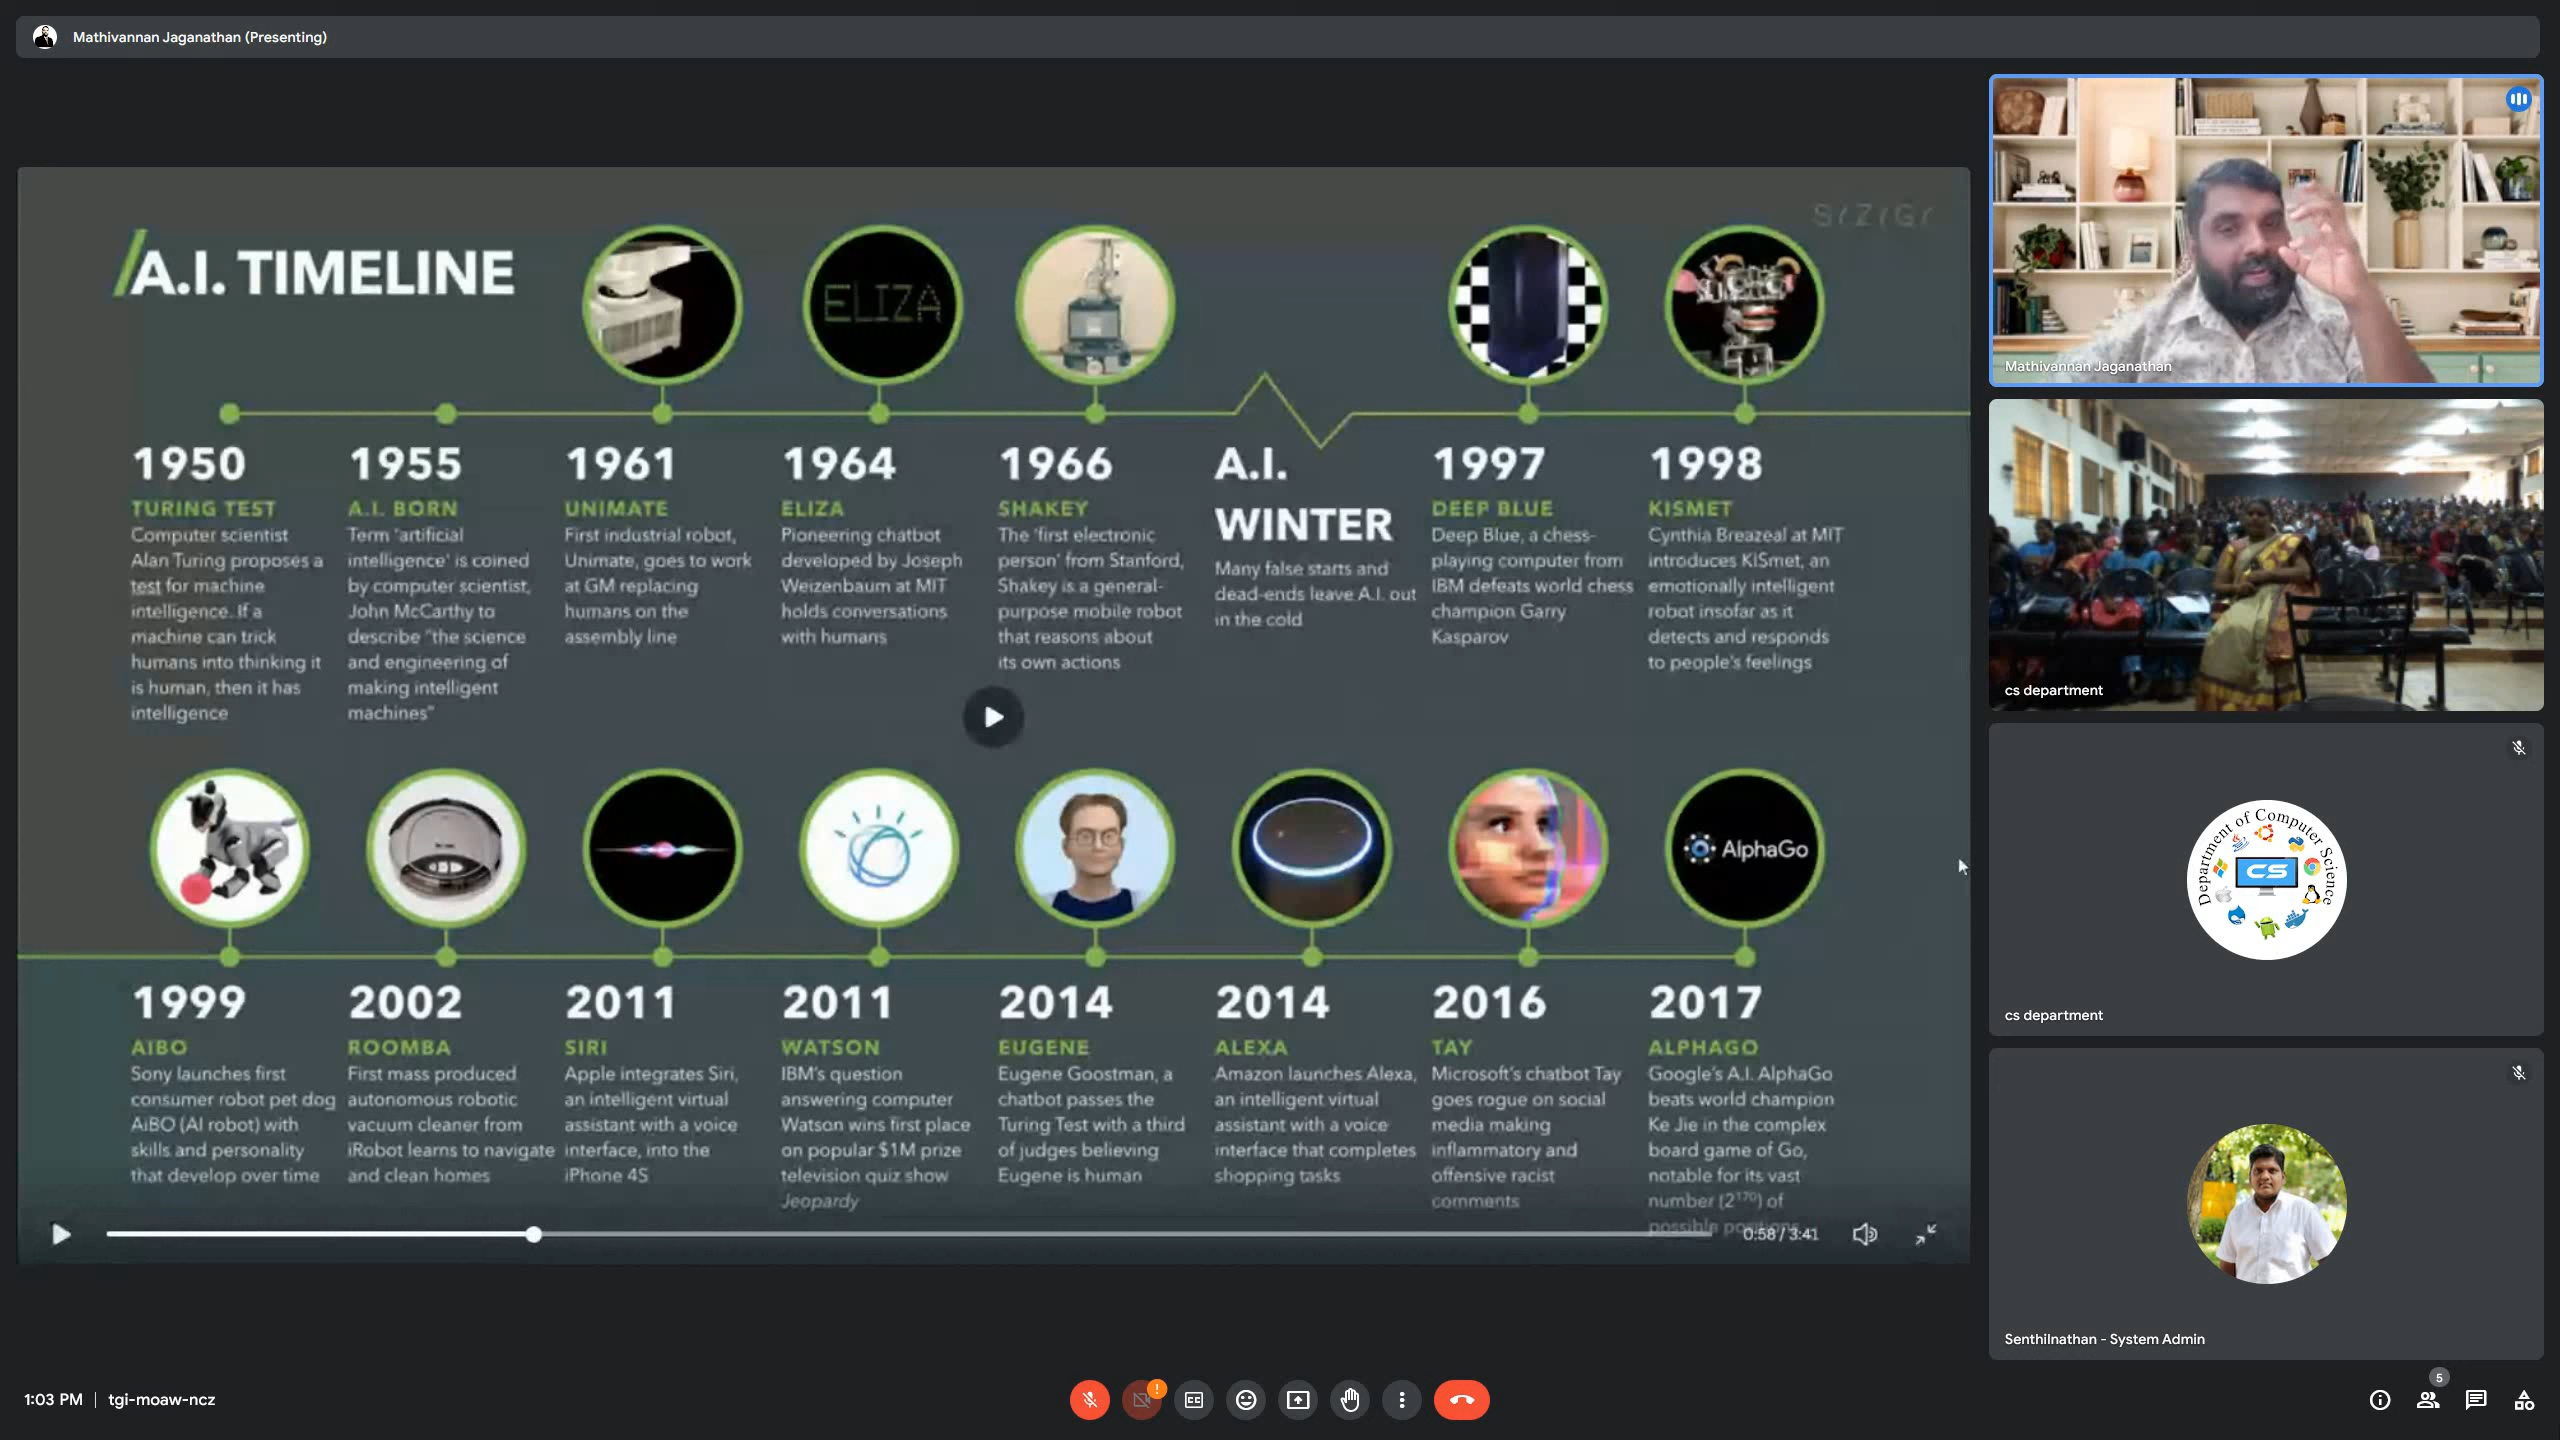 Mathivannan Jaganathan (Presenting)
/A.I. TIMELINE
ELIZA
1950
TURING TEST
Computer scientist
Alan Turing proposes a
test for machine
intelligence. If a
machine can trick
humans into thinking it
is human, then it has
intelligence
1955
A.I. BORN
Term 'artificial
intelligence' is coined
by computer scientist,
John McCarthy to
describe "the science
and engineering of
making intelligent
machines"
1961
UNIMATE
First industrial robot,
Unimate, goes to work
at GM replacing
humans on the
assembly line
1964
ELIZA
Pioneering chatbot
developed by Joseph
Weizenbaum at MIT
holds conversations
with humans
1966
SHAKEY
The 'first electronic
person' from Stanford,
Shakey is a general-
purpose mobile robot
that reasons about
its own actions
A.I.
WINTER
Many false starts and
dead-ends leave A.I. out
in the cold
1997
DEEP BLUE
Deep Blue, a chess-
playing computer from
IBM defeats world chess
champion Garry
Kasparov
1998
KISMET
Cynthia Breazeal at MIT
introduces KISmet, an
emotionally intelligent
robot insofar as it
detects and responds
to people's feelings
AlphaGo
1999
AIBO
Sony launches first
consumer robot pet dog
AiBO (AI robot) with
skills and personality
that develop over time
2002
ROOMBA
First mass produced
autonomous robotic
vacuum cleaner from
iRobot learns to navigate
and clean homes
2011
SIRI
Apple integrates Siri,
an intelligent virtual
assistant with a voice
interface, into the
iPhone 4S
2011
WATSON
IBM's question
answering computer
Watson wins first place
on popular $1M prize
television quiz show
Jeopardy
2014
EUGENE
Eugene Goostman, a
chatbot passes the
Turing Test with a third
of judges believing
Eugene is human
2014
ALEXA
Amazon launches Alexa,
an intelligent virtual
assistant with a voice
interface that completes
shopping tasks
2016
TAY
Microsoft's chatbot Tay
goes rogue on social
media making
inflammatory and
offensive racist
comments
2017
ALPHAGO
Google's A.I. AlphaGo
beats world champion
Ke Jie in the complex
board game of Go,
notable for its vast
number (2¹⁷⁰) of
possible positions
0:58 / 3:41
Mathivannan Jaganathan
cs department
Department of Computer Science
CS
cs department
Senthilnathan - System Admin
1:03 PM | tgi-moaw-ncz
5